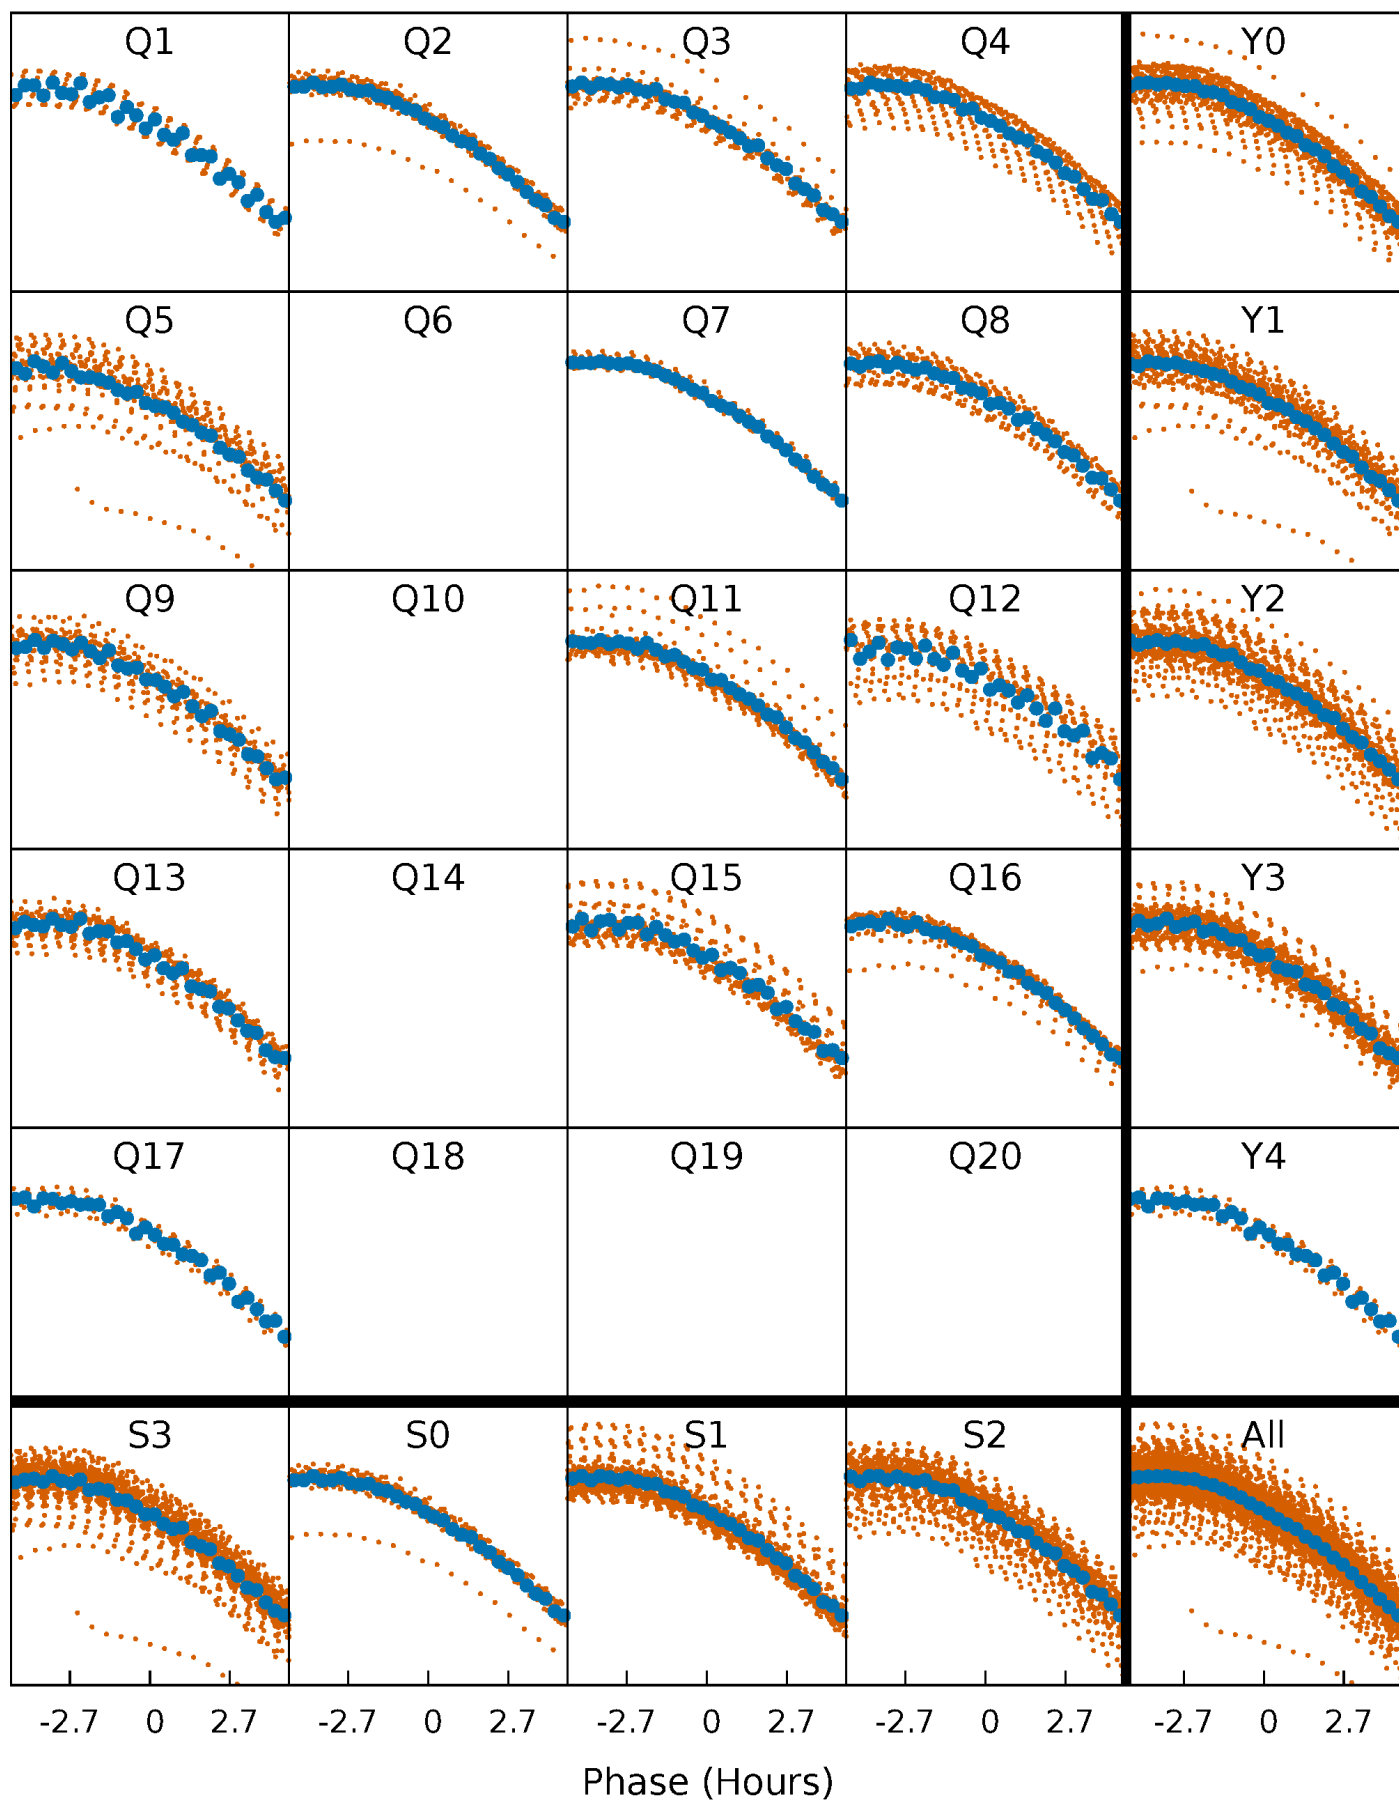 Q1 Q2 Q3 Q4 Y0
Q5 Q6 Q7 Q8 Y1
Q9 Q10 Q11 Q12 Y2
Q13 Q14 Q15 Q16 Y3
Q17 Q18 Q19 Q20 Y4
S3 S0 S1 S2 All
-2.7 0 2.7 -2.7 0 2.7 -2.7 0 2.7 -2.7 0 2.7 -2.7 0 2.7
Phase (Hours)